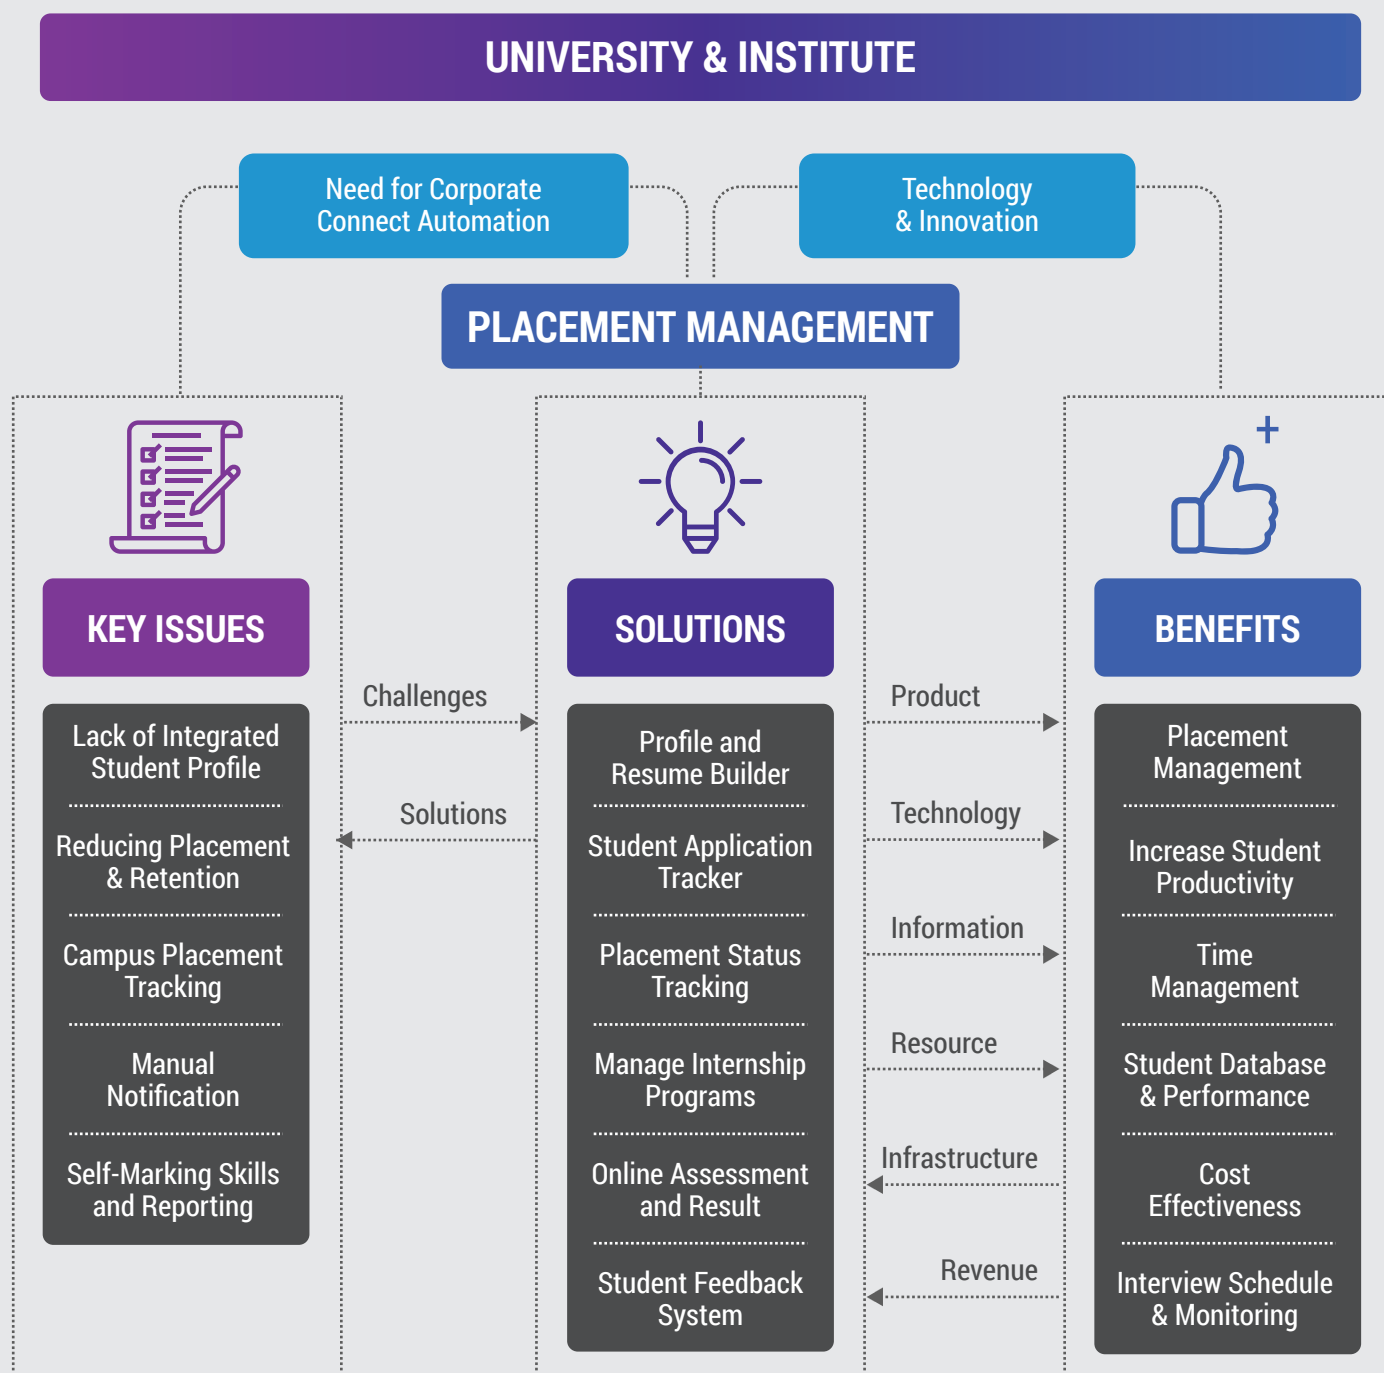 UNIVERSITY & INSTITUTE
Need for Corporate
Connect Automation
Technology
& Innovation
PLACEMENT MANAGEMENT
KEY ISSUES
Lack of Integrated
Student Profile
Reducing Placement
& Retention
Campus Placement
Tracking
Manual
Notification
Self-Marking Skills
and Reporting
Challenges
Solutions
SOLUTIONS
Profile and
Resume Builder
Student Application
Tracker
Placement Status
Tracking
Manage Internship
Programs
Online Assessment
and Result
Student Feedback
System
Product
Technology
Information
Resource
Infrastructure
Revenue
BENEFITS
Placement
Management
Increase Student
Productivity
Time
Management
Student Database
& Performance
Cost
Effectiveness
Interview Schedule
& Monitoring